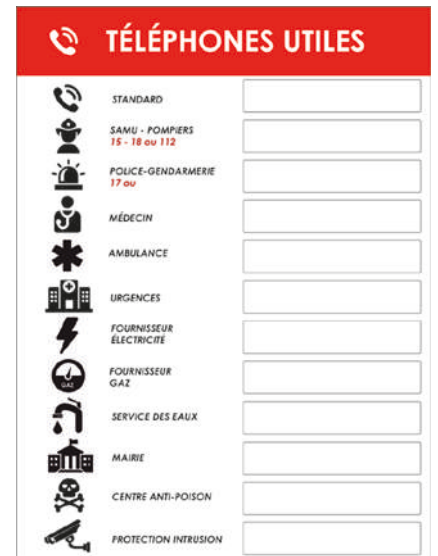 TÉLÉPHONES UTILES
STANDARD
SAMU - POMPIERS
15 - 18 ou 112
POLICE-GENDARMERIE
17 ou
MÉDECIN
AMBULANCE
URGENCES
FOURNISSEUR
ÉLECTRICITÉ
FOURNISSEUR
GAZ
GAZ
SERVICE DES EAUX
MAIRIE
CENTRE ANTI-POISON
PROTECTION INTRUSION